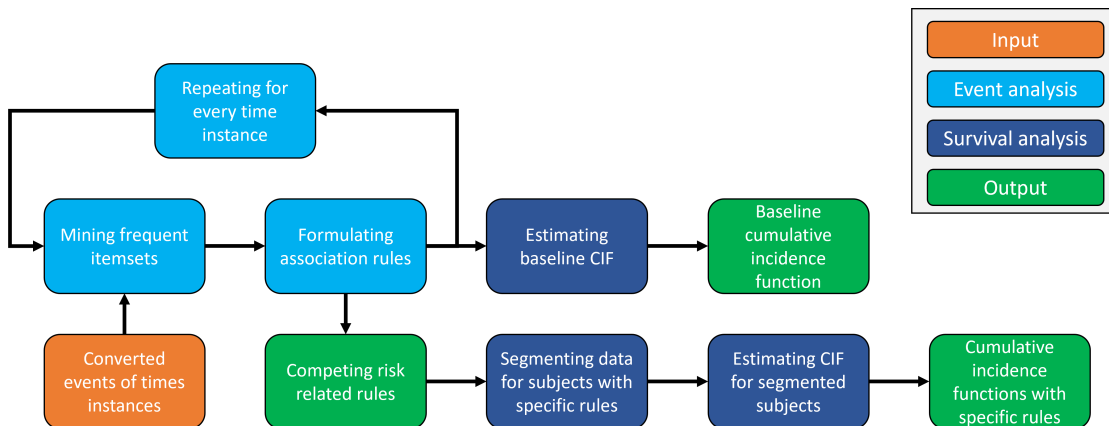 Input
Event analysis
Survival analysis
Output
Repeating for
every time
instance
Mining frequent
itemsets
Formulating
association rules
Estimating
baseline CIF
Baseline
cumulative
incidence
function
Converted
events of times
instances
Competing risk
related rules
Segmenting data
for subjects with
specific rules
Estimating CIF
for segmented
subjects
Cumulative
incidence
functions with
specific rules